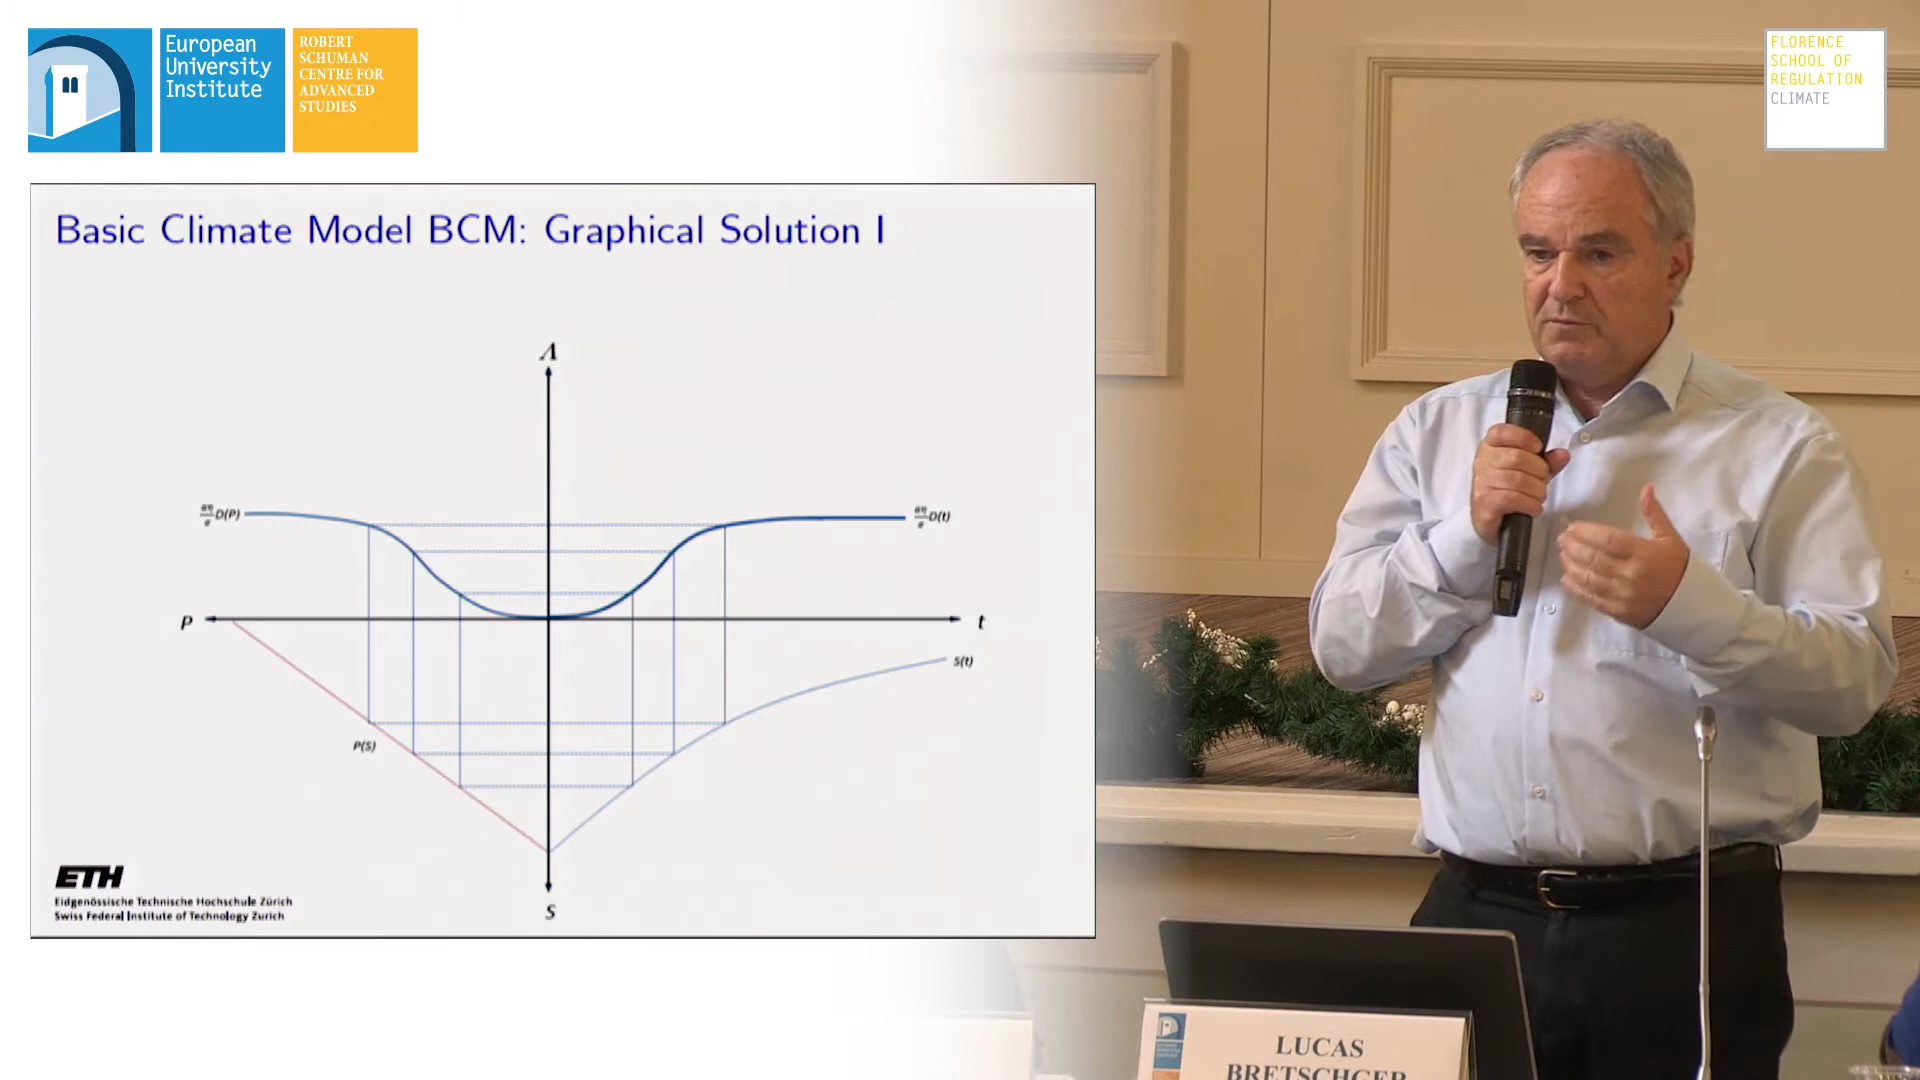 European
University
Institute
ROBERT
SCHUMAN
CENTRE FOR
ADVANCED
STUDIES
FLORENCE
SCHOOL OF
REGULATION
CLIMATE
Basic Climate Model BCM: Graphical Solution I
Λ
D(P)
D(t)
P
t
S(t)
P(S)
S
ETH
Eidgenössische Technische Hochschule Zürich
Swiss Federal Institute of Technology Zurich
LUCAS
BRETSCHGER